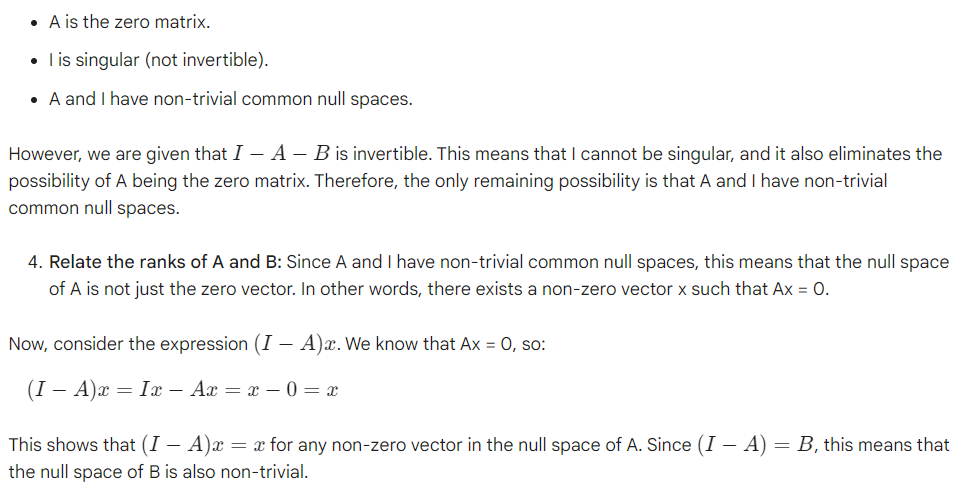 • A is the zero matrix.
• I is singular (not invertible).
• A and I have non-trivial common null spaces.
However, we are given that I − A − B is invertible. This means that I cannot be singular, and it also eliminates the
possibility of A being the zero matrix. Therefore, the only remaining possibility is that A and I have non-trivial
common null spaces.
4. Relate the ranks of A and B: Since A and I have non-trivial common null spaces, this means that the null space
of A is not just the zero vector. In other words, there exists a non-zero vector x such that Ax = 0.
Now, consider the expression (I − A)x. We know that Ax = 0, so:
(I − A)x = Ix − Ax = x − 0 = x
This shows that (I − A)x = x for any non-zero vector in the null space of A. Since (I − A) = B, this means that
the null space of B is also non-trivial.